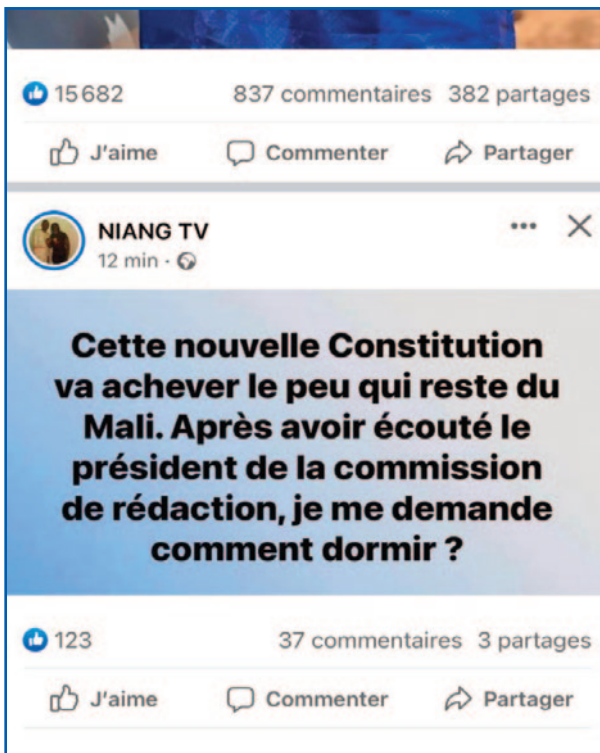 15682 837 commentaires 382 partages
J'aime Commenter Partager
NIANG TV
12 min ·
Cette nouvelle Constitution
va achever le peu qui reste du
Mali. Après avoir écouté le
président de la commission
de rédaction, je me demande
comment dormir ?
123 37 commentaires 3 partages
J'aime Commenter Partager